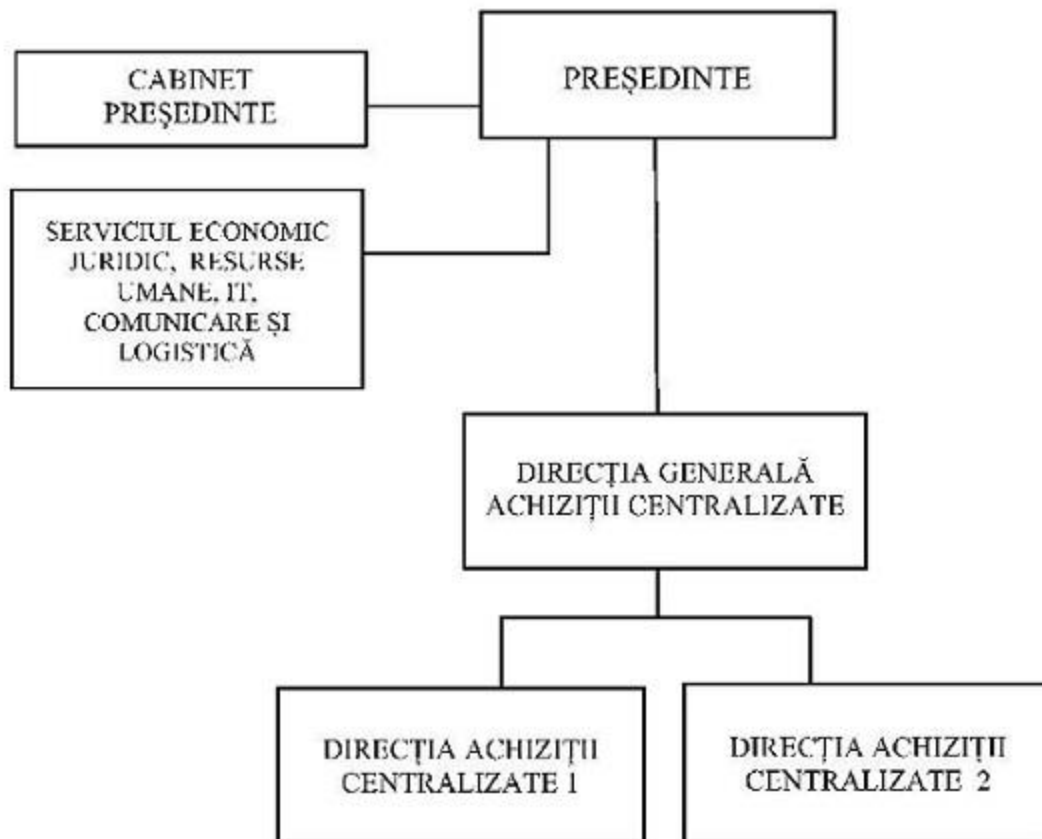 CABINET
PREȘEDINTE
PREȘEDINTE
SERVICIUL ECONOMIC
JURIDIC, RESURSE
UMANE, IT,
COMUNICARE ȘI
LOGISTICĂ
DIRECȚIA GENERALĂ
ACHIZIȚII CENTRALIZATE
DIRECȚIA ACHIZIȚII
CENTRALIZATE 1
DIRECȚIA ACHIZIȚII
CENTRALIZATE 2